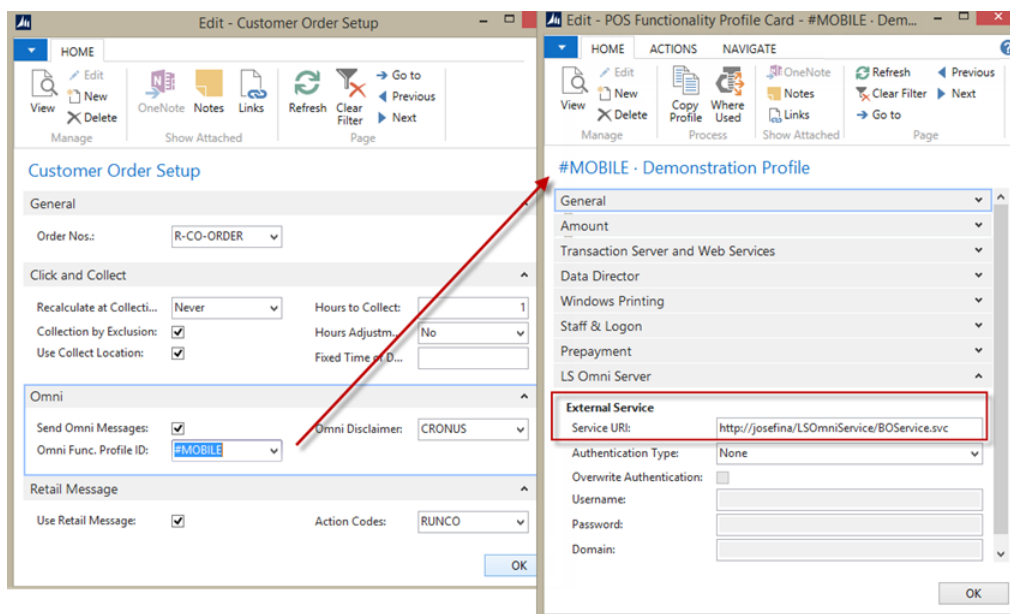 Edit - Customer Order Setup
HOME
View
Edit
New
Delete
Manage
OneNote
Notes
Links
Show Attached
Refresh
Clear Filter
Go to
Previous
Next
Page
Customer Order Setup
General
Order Nos.: R-CO-ORDER
Click and Collect
Recalculate at Collecti... Never Hours to Collect: 1
Collection by Exclusion: Hours Adjustm... No
Use Collect Location: Fixed Time of D...
Omni
Send Omni Messages: Omni Disclaimer: CRONUS
Omni Func. Profile ID: #MOBILE
Retail Message
Use Retail Message: Action Codes: RUNCO
OK
Edit - POS Functionality Profile Card - #MOBILE · Dem...
HOME ACTIONS NAVIGATE
View
Edit
New
Delete
Manage
Copy Profile
Where Used
Process
OneNote
Notes
Links
Show Attached
Refresh
Clear Filter
Go to
Previous
Next
Page
#MOBILE · Demonstration Profile
General
Amount
Transaction Server and Web Services
Data Director
Windows Printing
Staff & Logon
Prepayment
LS Omni Server
External Service
Service URI: http://josefina/LSOmniService/BOService.svc
Authentication Type: None
Overwrite Authentication:
Username:
Password:
Domain:
OK